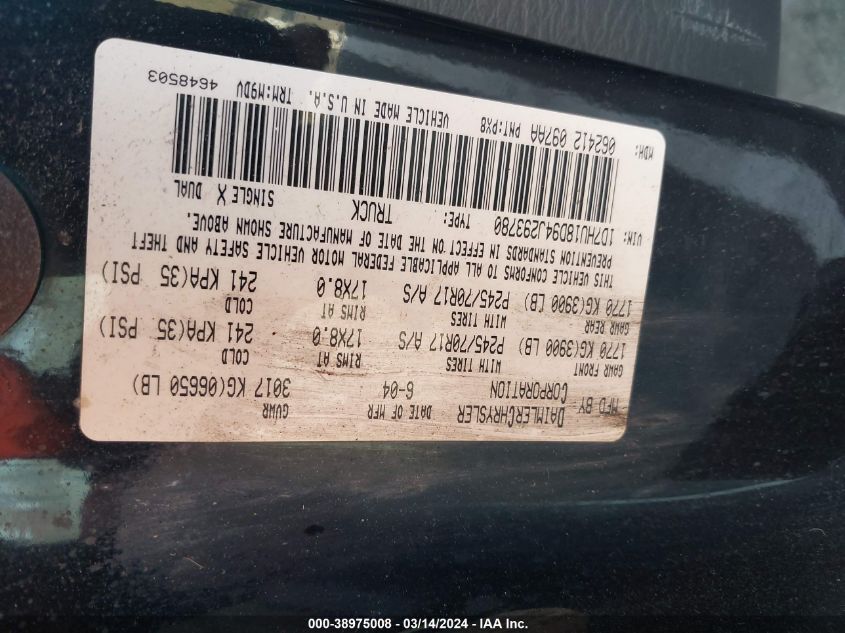 MFD BY DAIMLERCHRYSLER DATE OF MFR GVWR
CORPORATION 6-04 3017 KG(06650 LB)
GAWR FRONT WITH TIRES RIMS AT COLD
1770 KG(3900 LB) P245/70R17 A/S 17X8.0 241 KPA(35 PSI)
GAWR REAR WITH TIRES RIMS AT COLD
1770 KG(3900 LB) P245/70R17 A/S 17X8.0 241 KPA(35 PSI)
THIS VEHICLE CONFORMS TO ALL APPLICABLE FEDERAL MOTOR VEHICLE SAFETY AND THEFT
PREVENTION STANDARDS IN EFFECT ON THE DATE OF MANUFACTURE SHOWN ABOVE.
VIN: 1D7HU18D94J293780 TYPE: TRUCK SINGLE X DUAL
MDH: 062412 097AA PNT:PXB VEHICLE MADE IN U.S.A. TRM:M9DV 4648503
000-38975008 - 03/14/2024 - IAA Inc.